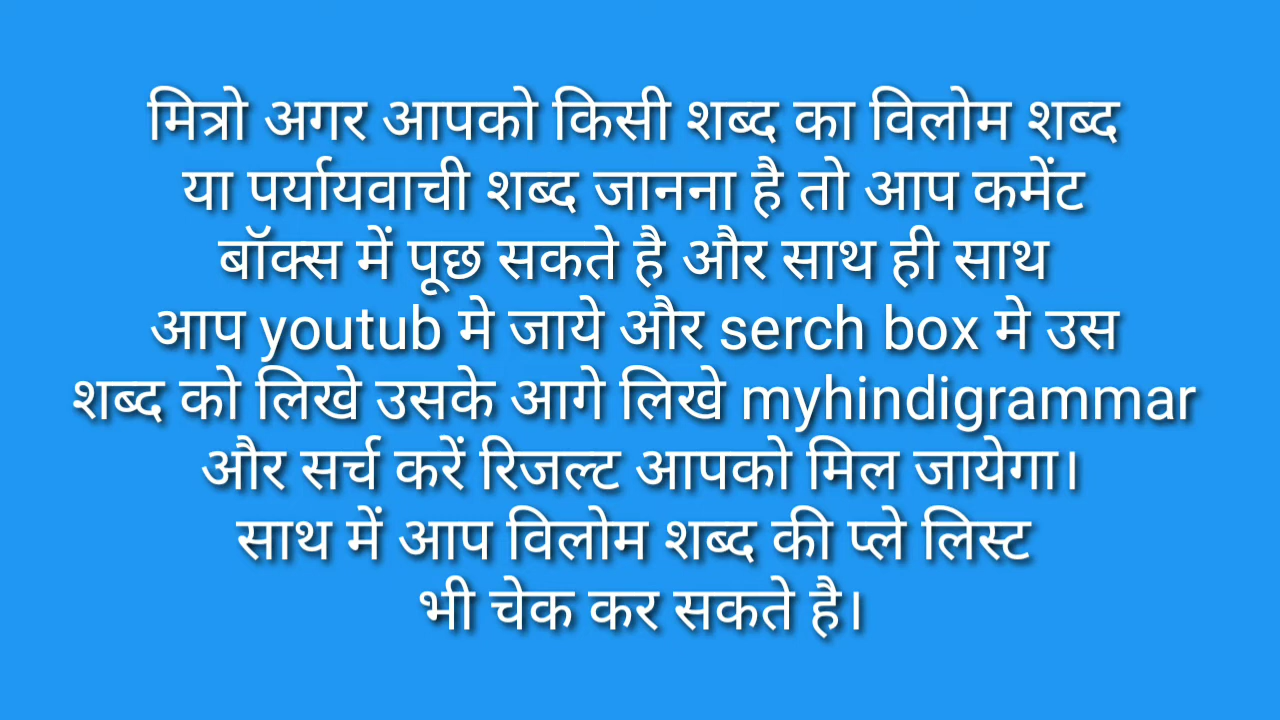 मित्रो अगर आपको किसी शब्द का विलोम शब्द
या पर्यायवाची शब्द जानना है तो आप कमेंट
बॉक्स में पूछ सकते है और साथ ही साथ
आप youtub मे जाये और serch box मे उस
शब्द को लिखे उसके आगे लिखे myhindigrammar
और सर्च करें रिजल्ट आपको मिल जायेगा।
साथ में आप विलोम शब्द की प्ले लिस्ट
भी चेक कर सकते है।